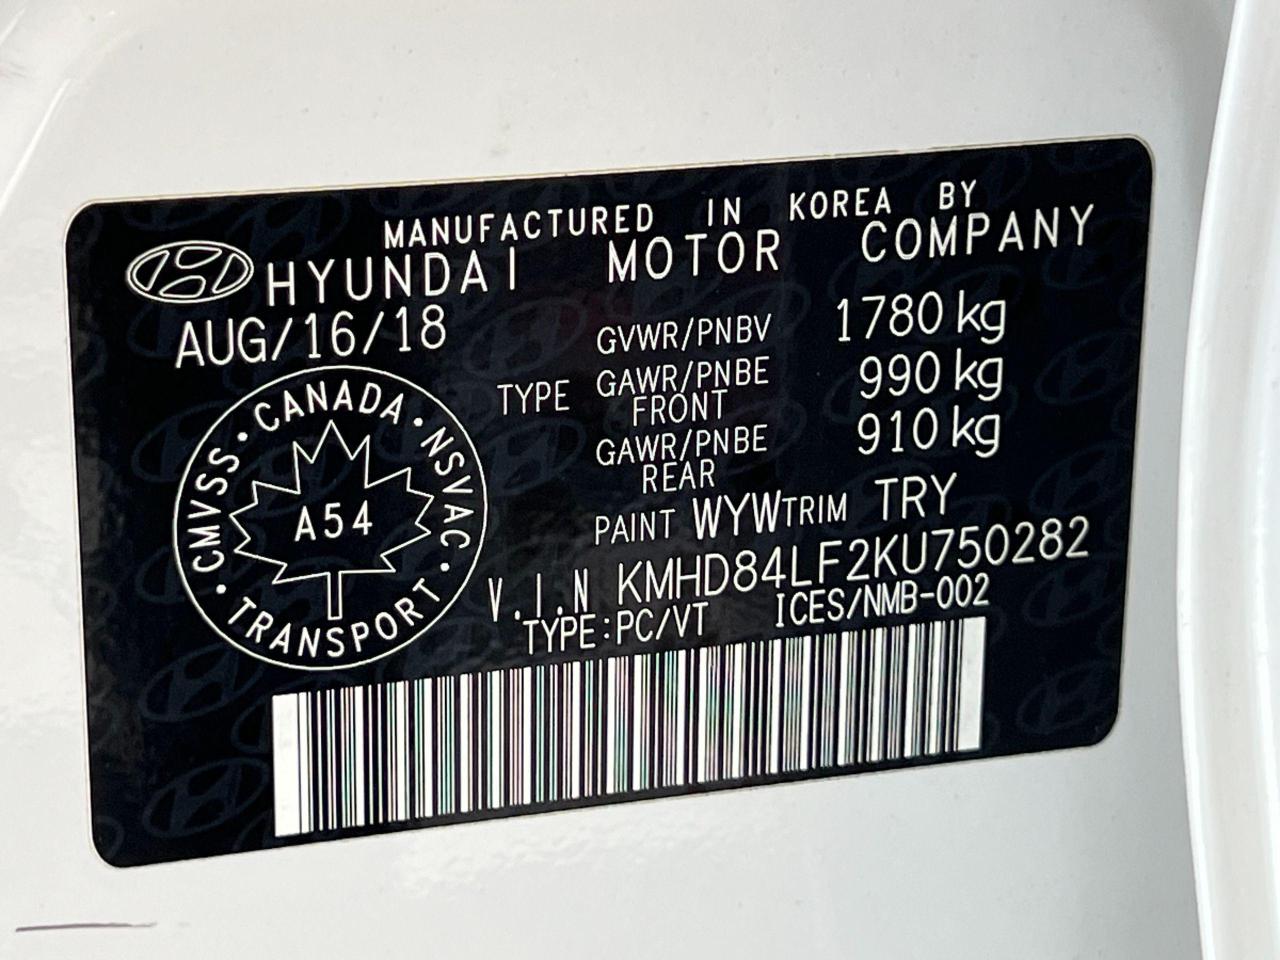 MANUFACTURED IN KOREA BY
HYUNDAI MOTOR COMPANY
AUG/16/18
GVWR/PNBV 1780 kg
TYPE GAWR/PNBE FRONT 990 kg
GAWR/PNBE REAR 910 kg
CMVSS · CANADA · NSVAC · TRANSPORT ·
A54
PAINT WYW TRIM TRY
V.I.N KMHD84LF2KU750282
TYPE:PC/VT ICES/NMB-002